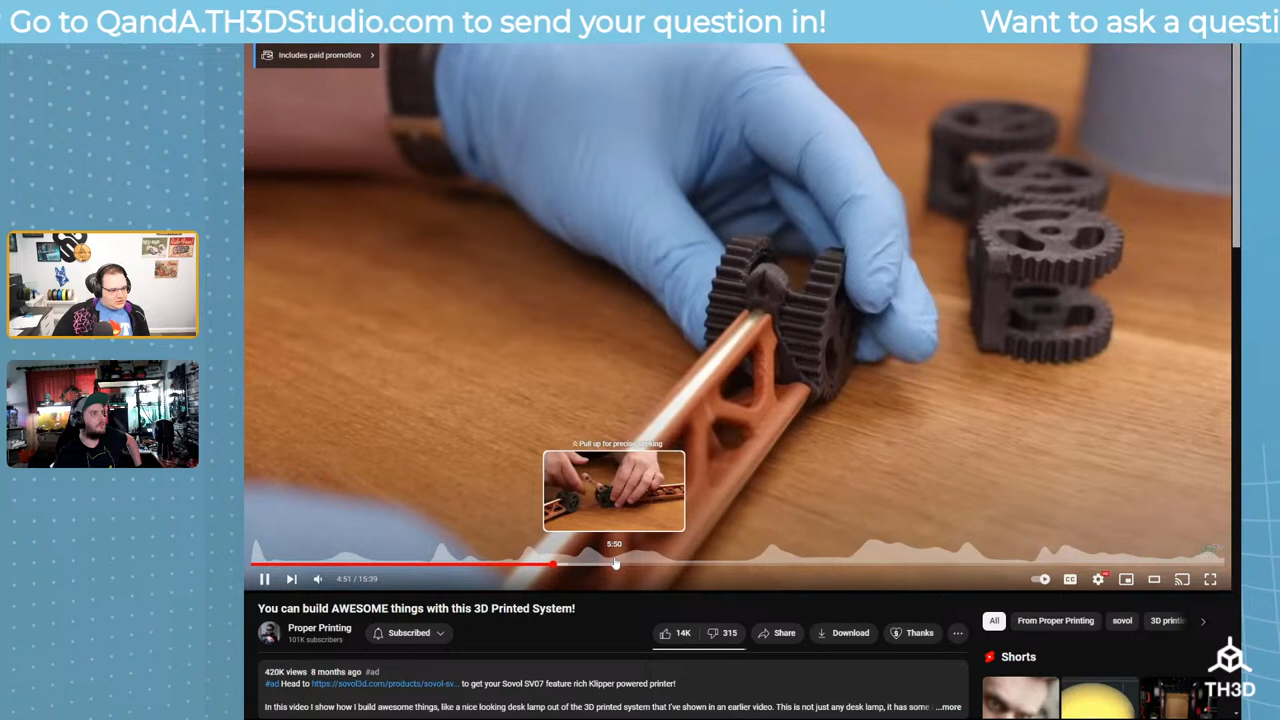 Go to QandA.TH3DStudio.com to send your question in!
Want to ask a questi
Includes paid promotion
Pull up for precise seeking
5:50
4:51 / 15:39
CC
You can build AWESOME things with this 3D Printed System!
Proper Printing
101K subscribers
Subscribed
14K
315
Share
Download
Thanks
All
From Proper Printing
sovol
3D printi
420K views 8 months ago #ad
#ad Head to https://sovol3d.com/products/sovol-sv... to get your Sovol SV07 feature rich Klipper powered printer!
In this video I show how I build awesome things, like a nice looking desk lamp out of the 3D printed system that I've shown in an earlier video. This is not just any desk lamp, it has some ...more
Shorts
TH3D